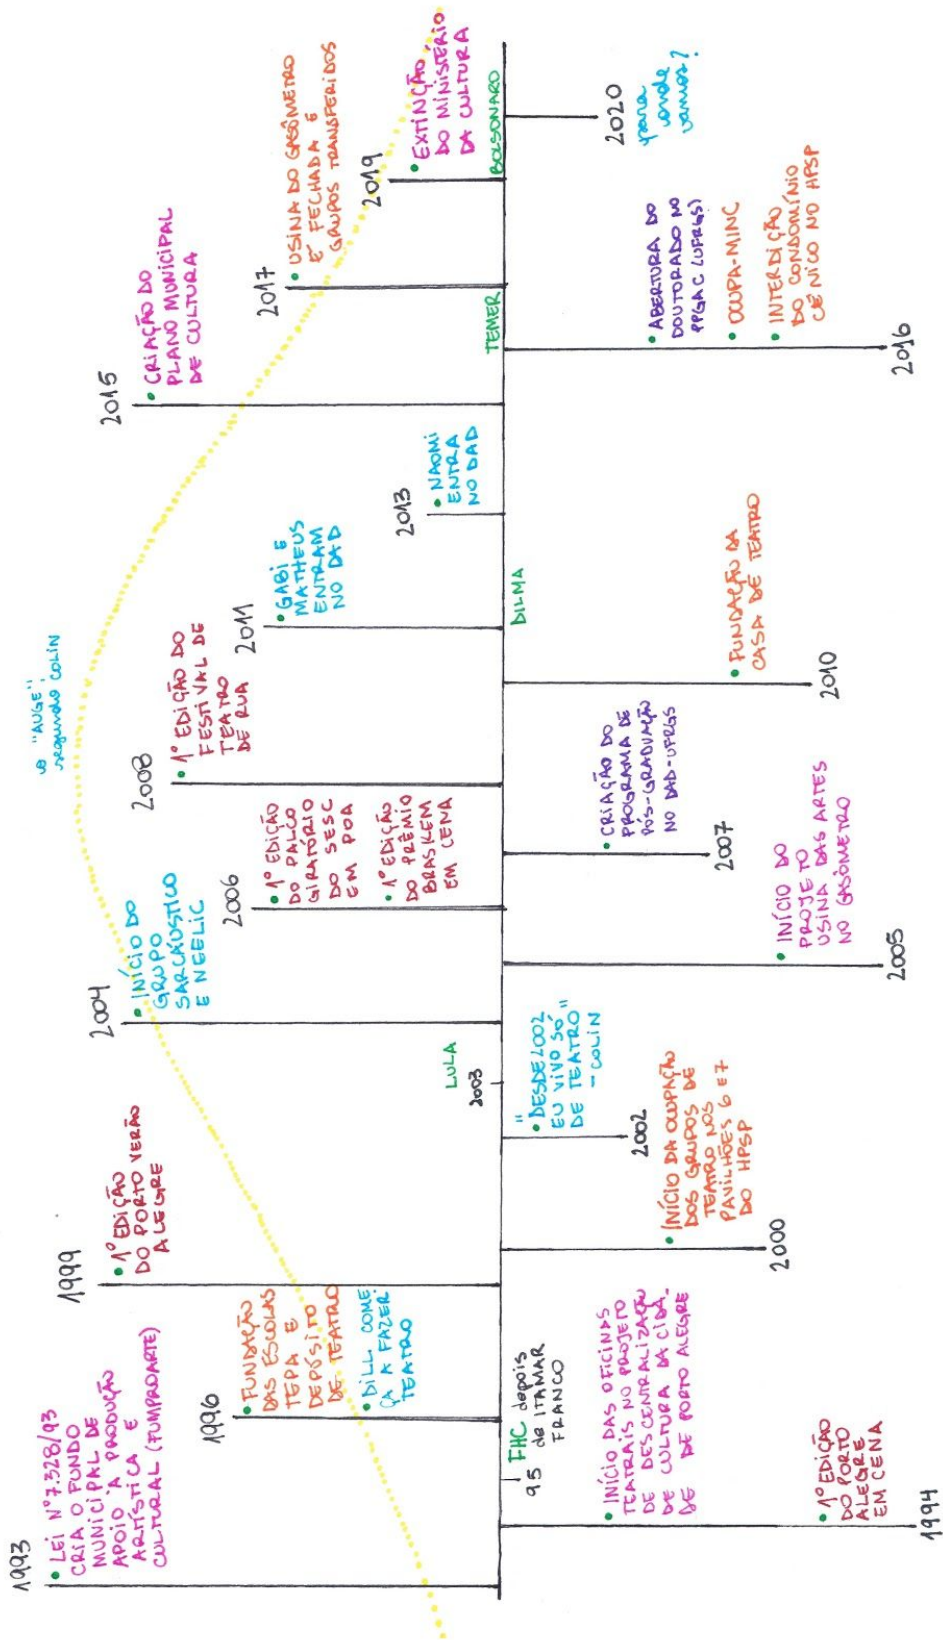 1993
• LEI Nº 7.328/93
CRIA O FUNDO
MUNICIPAL DE
APOIO À PRODUÇÃO
ARTÍSTICA E
CULTURAL (FUMPROARTE)
1994
• INÍCIO DAS OFICINAS
TEATRAIS NO PROJETO
DE DESCENTRALIZAÇÃO
DE CULTURA DA CIDA-
DE DE PORTO ALEGRE
• 1º EDIÇÃO
DO PORTO
ALEGRE
EM CENA
95 FHC depois
de ITAMAR
FRANCO
1996
• FUNDAÇÃO
DAS ESCOLAS
TEPA E
DEPÓSITO
DE TEATRO
• DILL COME
ÇA A FAZER
TEATRO
1999
• 1º EDIÇÃO
DO PORTO VERÃO
ALEGRE
2000
• INÍCIO DA OCUPAÇÃO
DOS GRUPOS DE
TEATRO NOS
PAVILHÕES 6 E 7
DO HPSP
2002
• "DESDE 2002
EU VIVO SÓ
DE TEATRO"
- COLIN
LULA
2003
2004
• INÍCIO DO
GRUPO
SARCÁUSTICO
E NEELIC
2005
• INÍCIO DO
PROJETO
USINA DAS ARTES
NO GASÔMETRO
2006
• 1º EDIÇÃO
DO PALCO
GIRATÓRIO
DO SESC
EM POA
• 1º EDIÇÃO
DO PRÊMIO
BRASKEM
EM CENA
2007
• CRIAÇÃO DO
PROGRAMA DE
PÓS-GRADUAÇÃO
NO DAD-UFRGS
2008
• 1º EDIÇÃO DO
FESTIVAL DE
TEATRO
DE RUA
o "AUGE",
segundo COLIN
2010
• FUNDAÇÃO DA
CASA DE TEATRO
DILMA
2011
• GABI E
MATHEUS
ENTRAM
NO DAD
2013
• NAOMI
ENTRA
NO DAD
2015
• CRIAÇÃO DO
PLANO MUNICIPAL
DE CULTURA
2016
• ABERTURA DO
DOUTORADO NO
PPGAC (UFRGS)
• OCUPA-MINC
• INTERDIÇÃO
DO CONDOMÍNIO
CÊNICO NO HPSP
TEMER
2017
• USINA DO GASÔMETRO
É FECHADA E
GRUPOS TRANSFERIDOS
2019
• EXTINÇÃO
DO MINISTÉRIO
DA CULTURA
BOLSONARO
2020
para
onde
vamos?